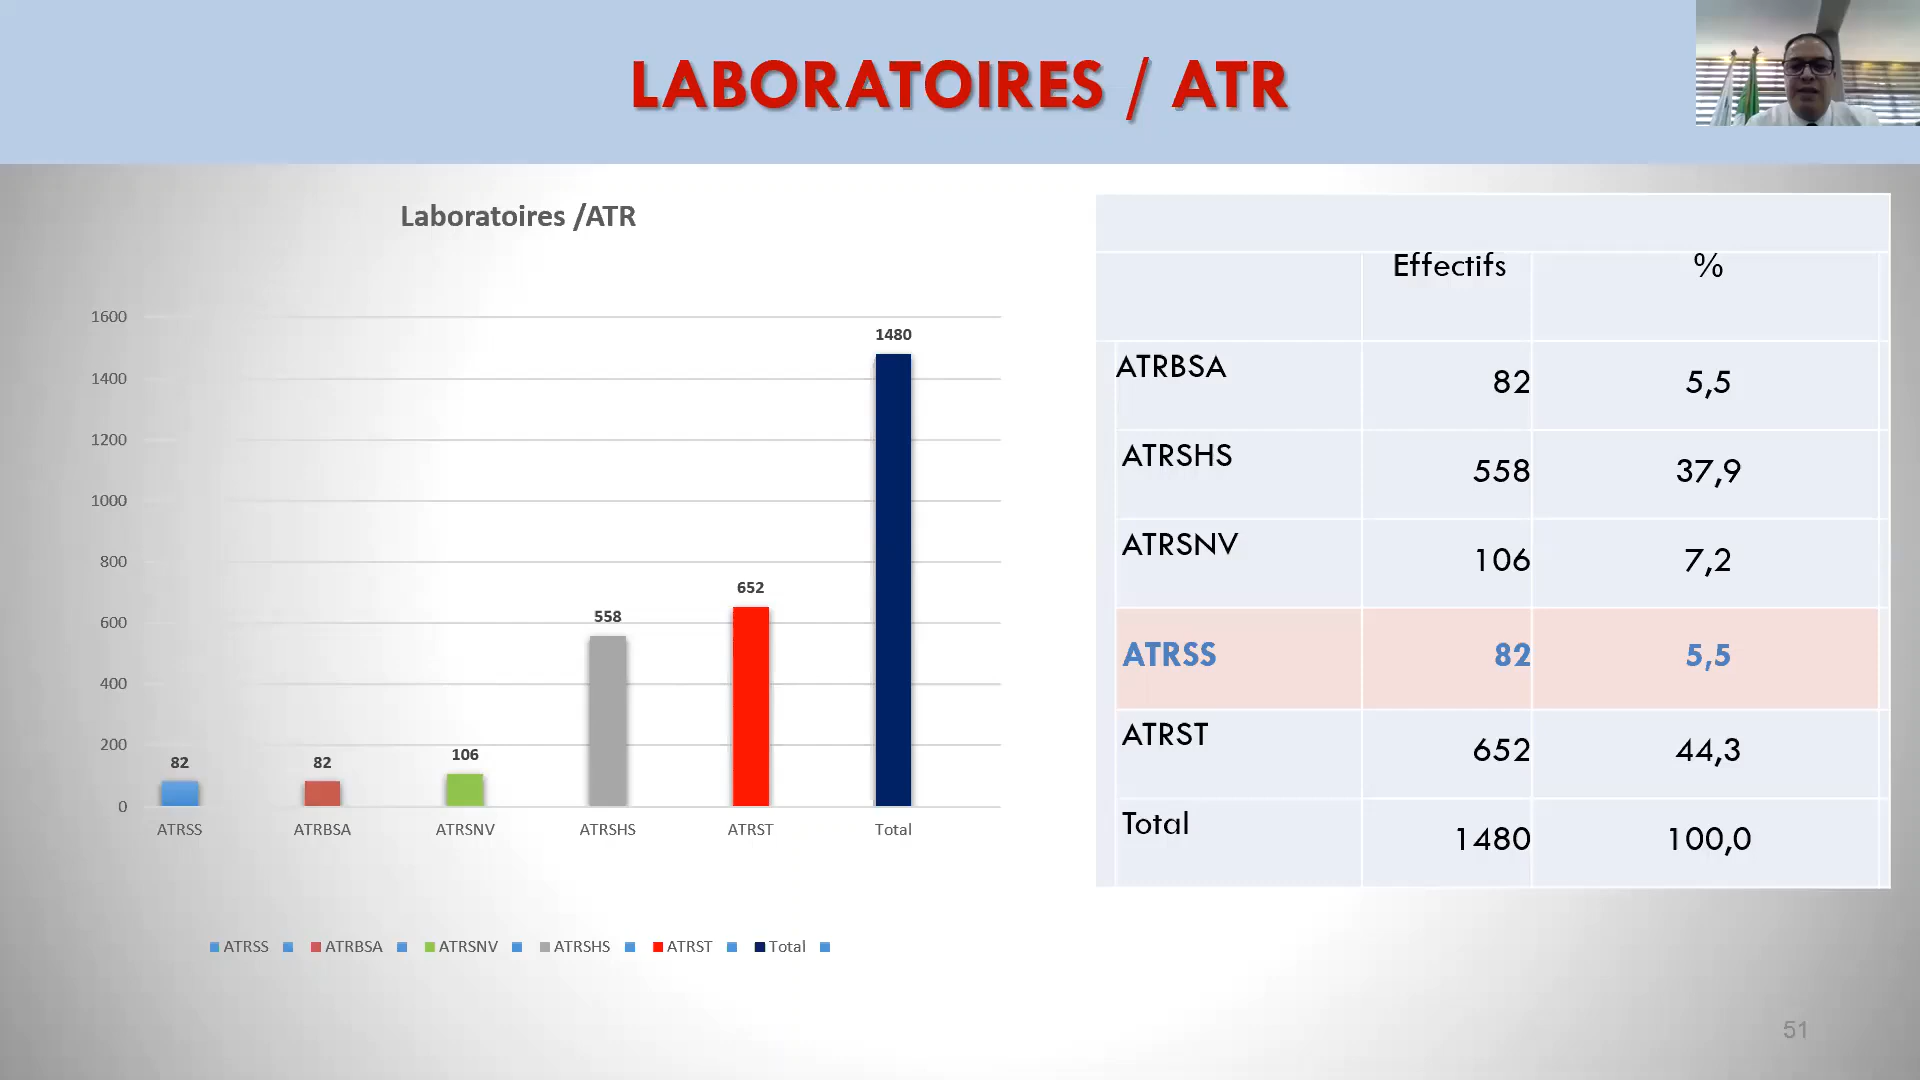 LABORATOIRES / ATR
Laboratoires /ATR
1600
1400
1200
1000
800
600
400
200
0
82
82
106
558
652
1480
ATRSS
ATRBSA
ATRSNV
ATRSHS
ATRST
Total
ATRSS ATRBSA ATRSNV ATRSHS ATRST Total
Effectifs %
ATRBSA 82 5,5
ATRSHS 558 37,9
ATRSNV 106 7,2
ATRSS 82 5,5
ATRST 652 44,3
Total 1480 100,0
51